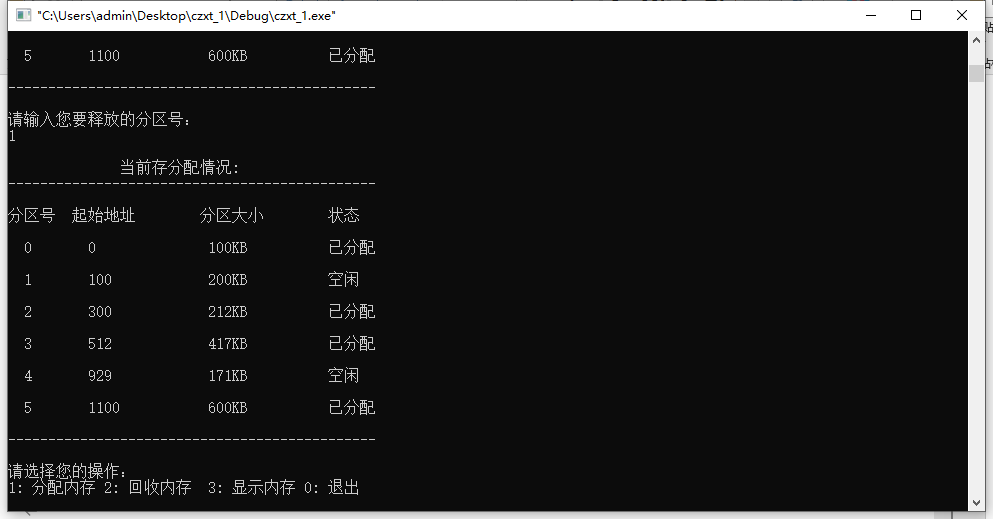 "C:\Users\admin\Desktop\czxt_1\Debug\czxt_1.exe"
5 1100 600KB 已分配
----------------------------------------------
请输入您要释放的分区号:
1
当前存分配情况:
----------------------------------------------
分区号 起始地址 分区大小 状态
0 0 100KB 已分配
1 100 200KB 空闲
2 300 212KB 已分配
3 512 417KB 已分配
4 929 171KB 空闲
5 1100 600KB 已分配
----------------------------------------------
请选择您的操作:
1: 分配内存 2: 回收内存 3: 显示内存 0: 退出